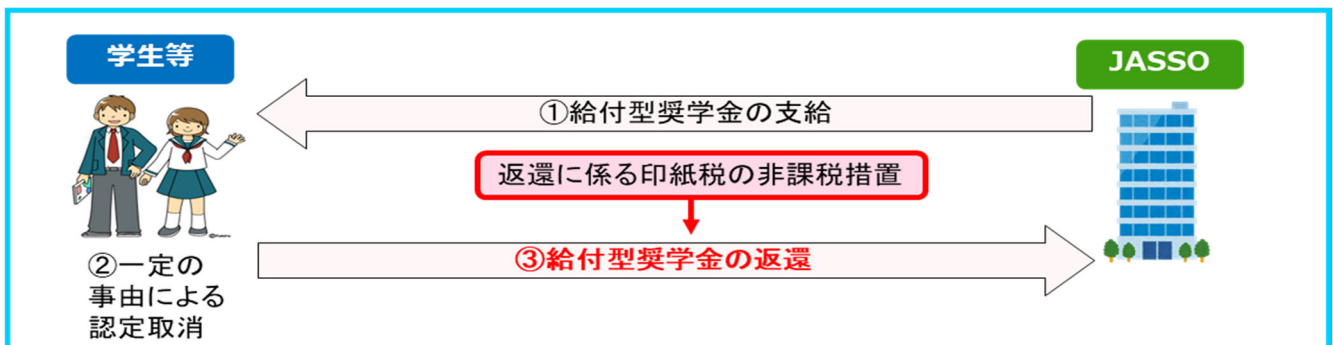 学生等
JASSO
①給付型奨学金の支給
返還に係る印紙税の非課税措置
③給付型奨学金の返還
②一定の
事由による
認定取消